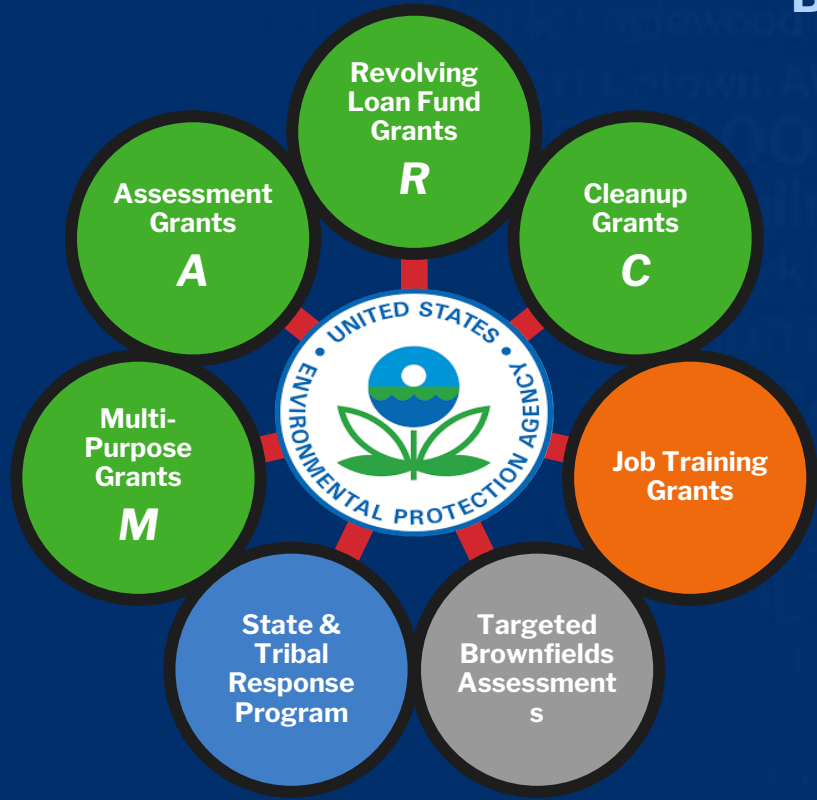 Revolving
Loan Fund
Grants
R
Assessment
Grants
A
Cleanup
Grants
C
Multi-
Purpose
Grants
M
UNITED STATES
ENVIRONMENTAL PROTECTION AGENCY
Job Training
Grants
State &
Tribal
Response
Program
Targeted
Brownfields
Assessment
s